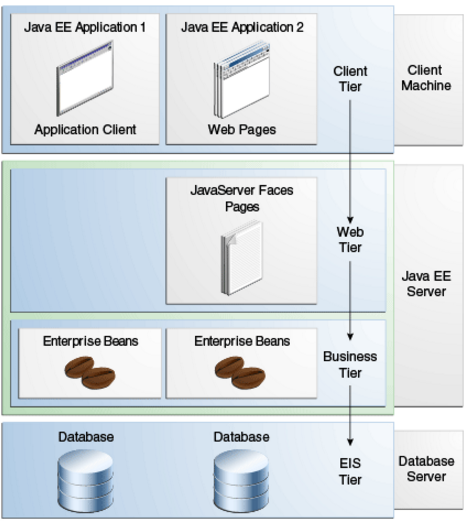 Java EE Application 1
Java EE Application 2
Application Client
Web Pages
Client
Tier
Client
Machine
JavaServer Faces
Pages
Web
Tier
Java EE
Server
Enterprise Beans
Enterprise Beans
Business
Tier
Database
Database
EIS
Tier
Database
Server